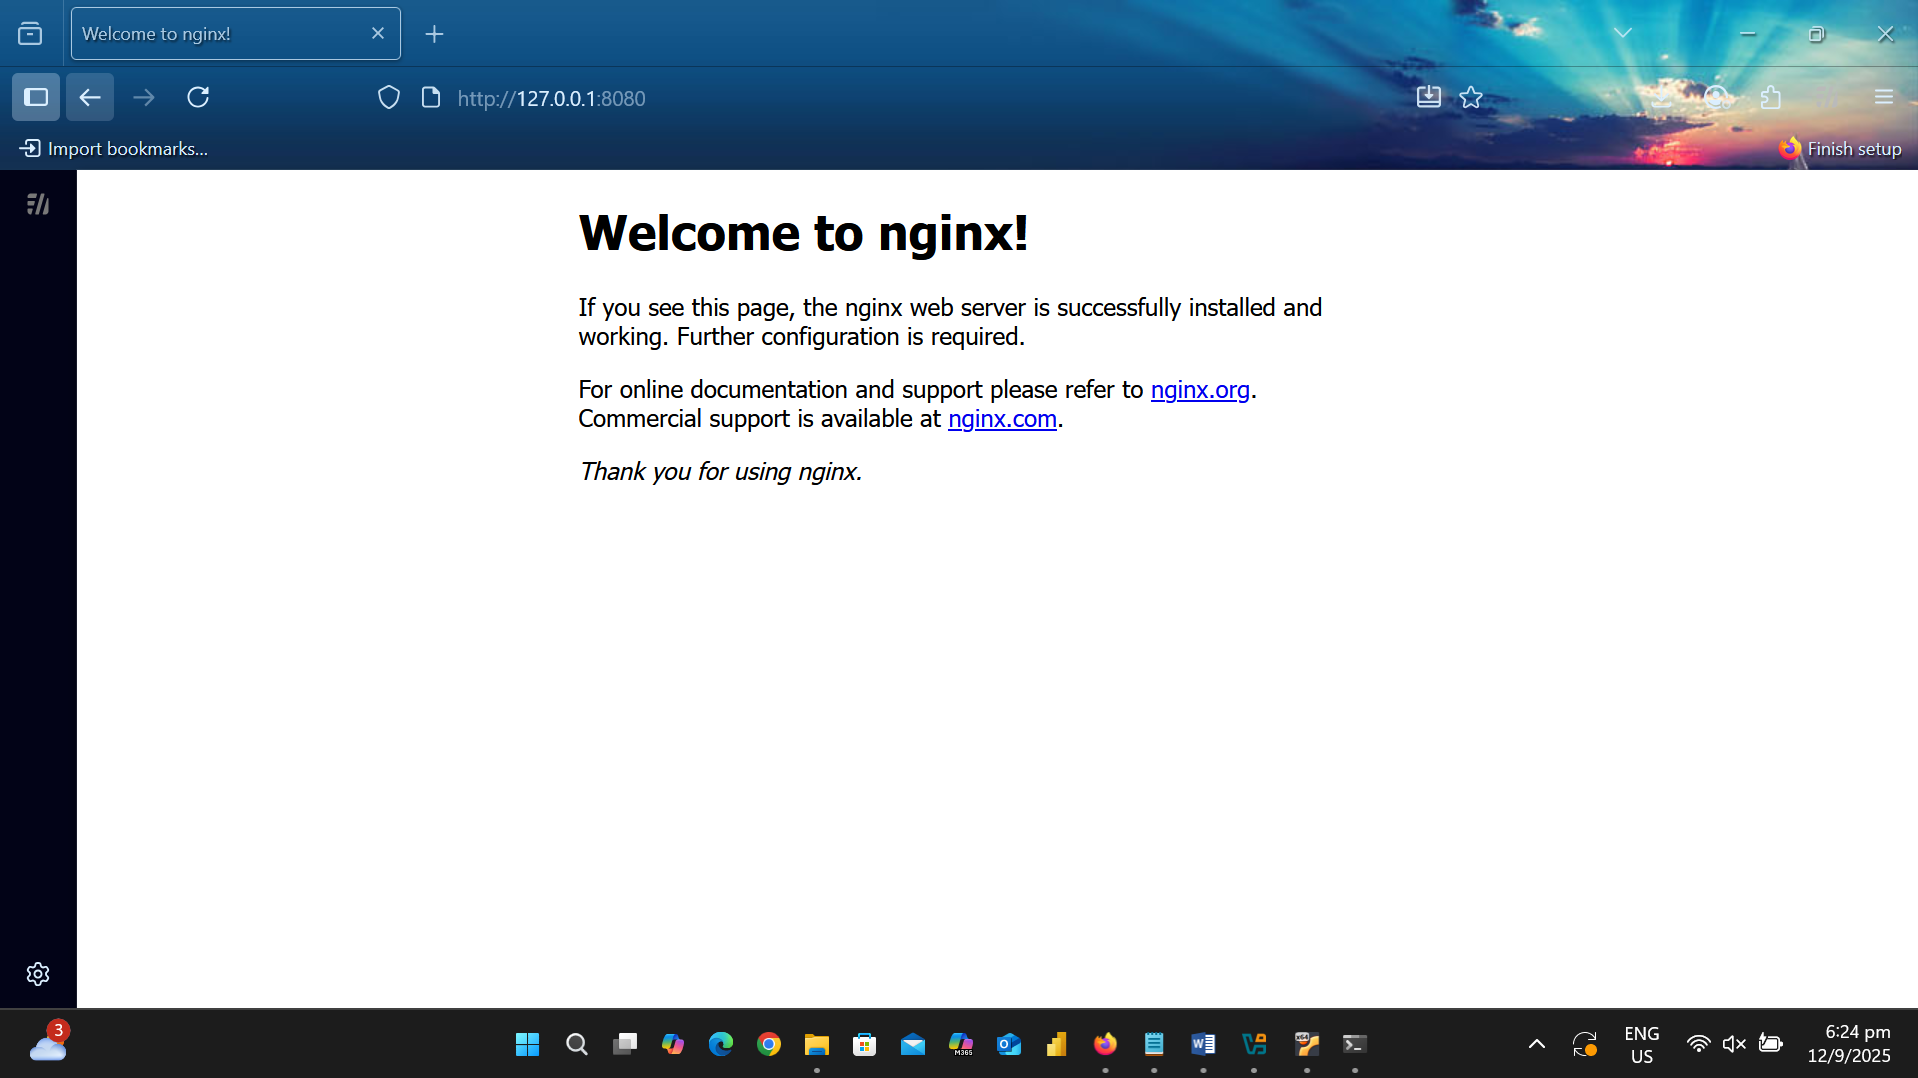 Welcome to nginx!
http://127.0.0.1:8080
Import bookmarks...
Finish setup
Welcome to nginx!
If you see this page, the nginx web server is successfully installed and
working. Further configuration is required.
For online documentation and support please refer to nginx.org.
Commercial support is available at nginx.com.
Thank you for using nginx.
3
M365
ENG
US
6:24 pm
12/9/2025